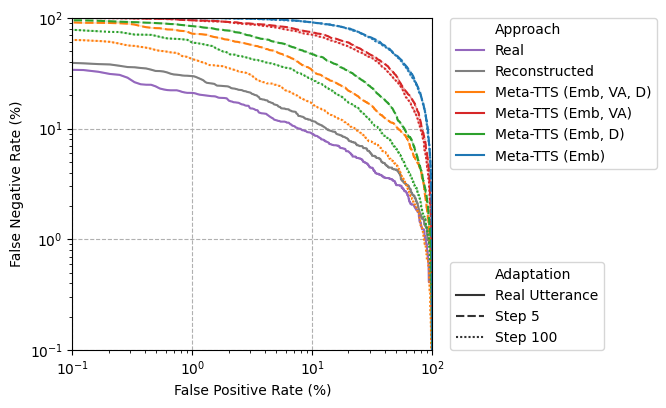 10²
10¹
10⁰
10⁻¹
False Negative Rate (%)
10⁻¹
10⁰
10¹
10²
False Positive Rate (%)
Approach
Real
Reconstructed
Meta-TTS (Emb, VA, D)
Meta-TTS (Emb, VA)
Meta-TTS (Emb, D)
Meta-TTS (Emb)
Adaptation
Real Utterance
Step 5
Step 100